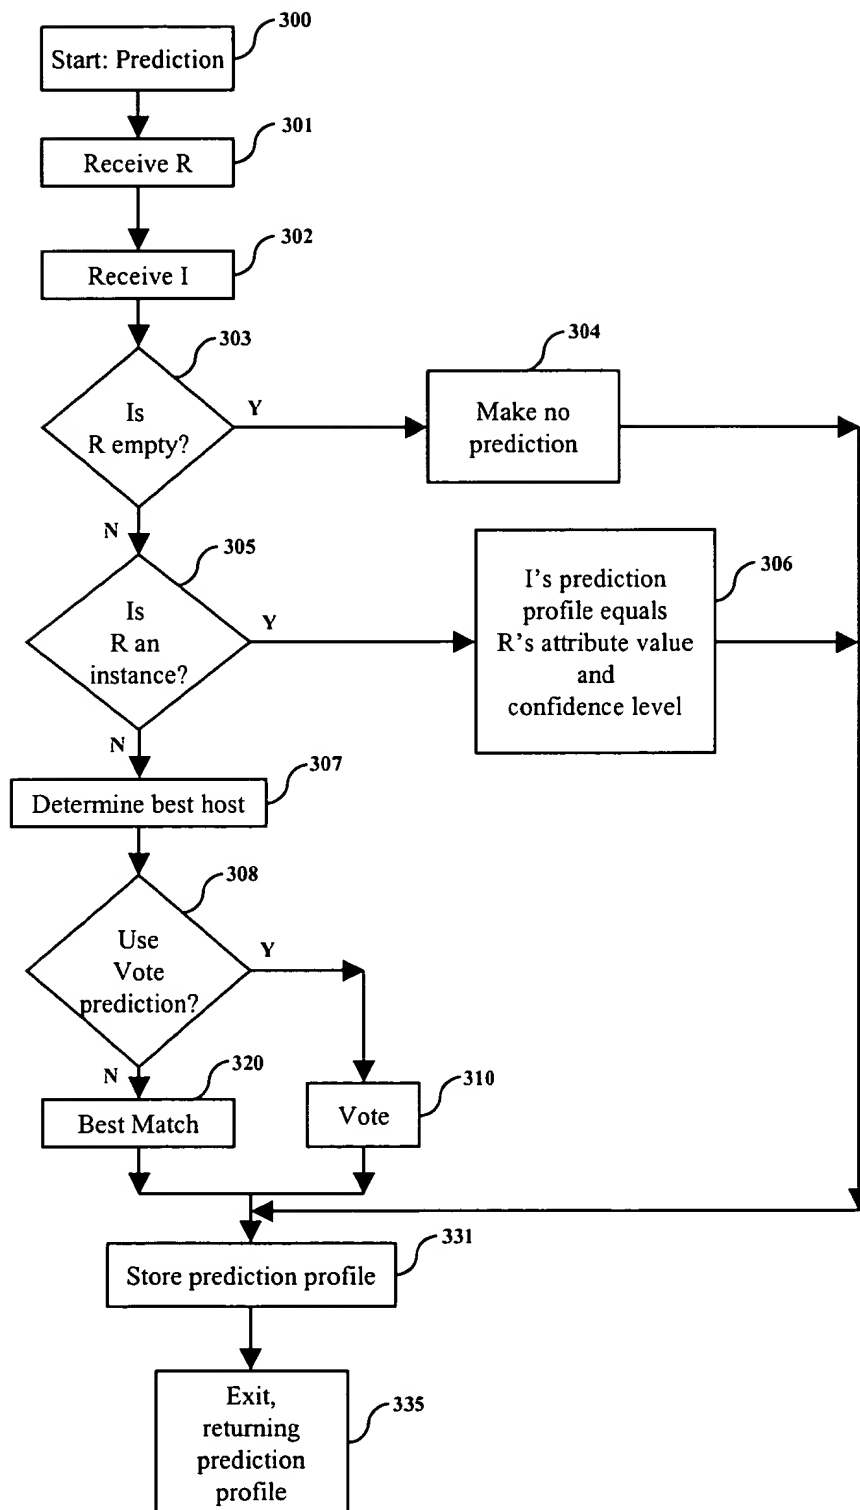 300
Start: Prediction
301
Receive R
302
Receive I
303
Is
R empty?
Y
304
Make no
prediction
N
305
Is
R an
instance?
Y
306
I's prediction
profile equals
R's attribute value
and
confidence level
N
307
Determine best host
308
Use
Vote
prediction?
Y
N
320
Best Match
310
Vote
331
Store prediction profile
335
Exit,
returning
prediction
profile